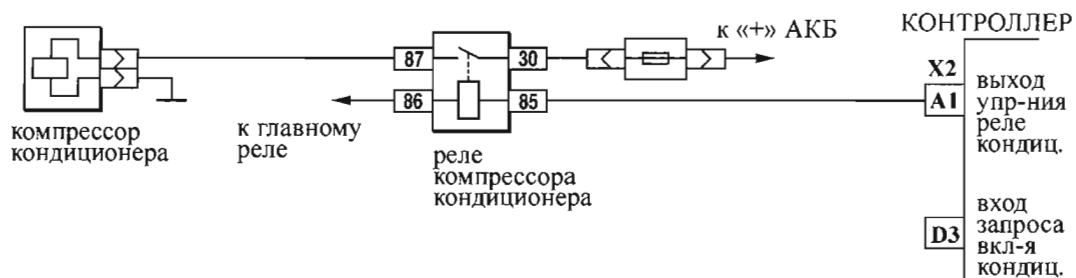 к «+» АКБ
КОНТРОЛЛЕР
87
30
X2
A1
выход
упр-ния
реле
кондиц.
86
85
компрессор
кондиционера
к главному
реле
реле
компрессора
кондиционера
D3
вход
запроса
вкл-я
кондиц.